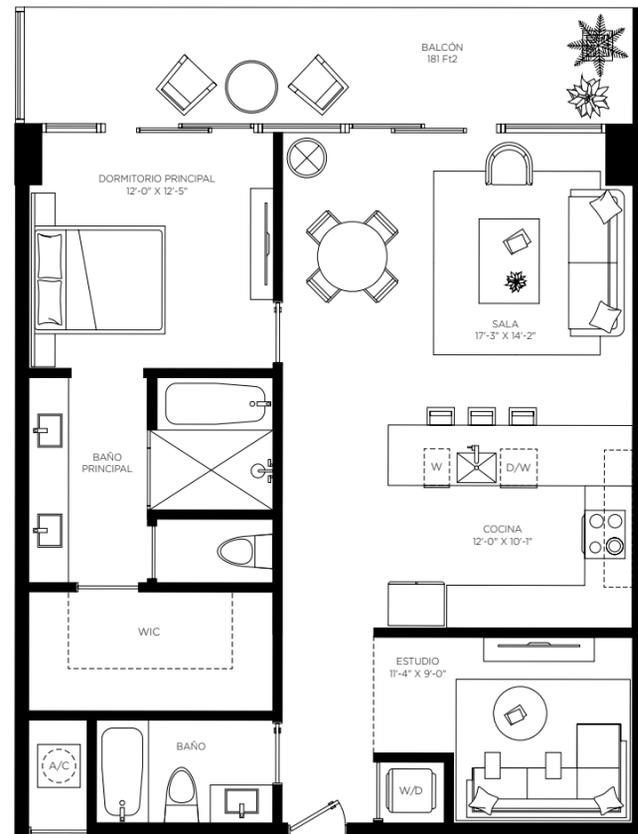 BALCÓN
181 Ft2
DORMITORIO PRINCIPAL
12'-0" X 12'-5"
SALA
17'-3" X 14'-2"
BAÑO
PRINCIPAL
W
D/W
COCINA
12'-0" X 10'-1"
WIC
ESTUDIO
11'-4" X 9'-0"
BAÑO
A/C
W/D